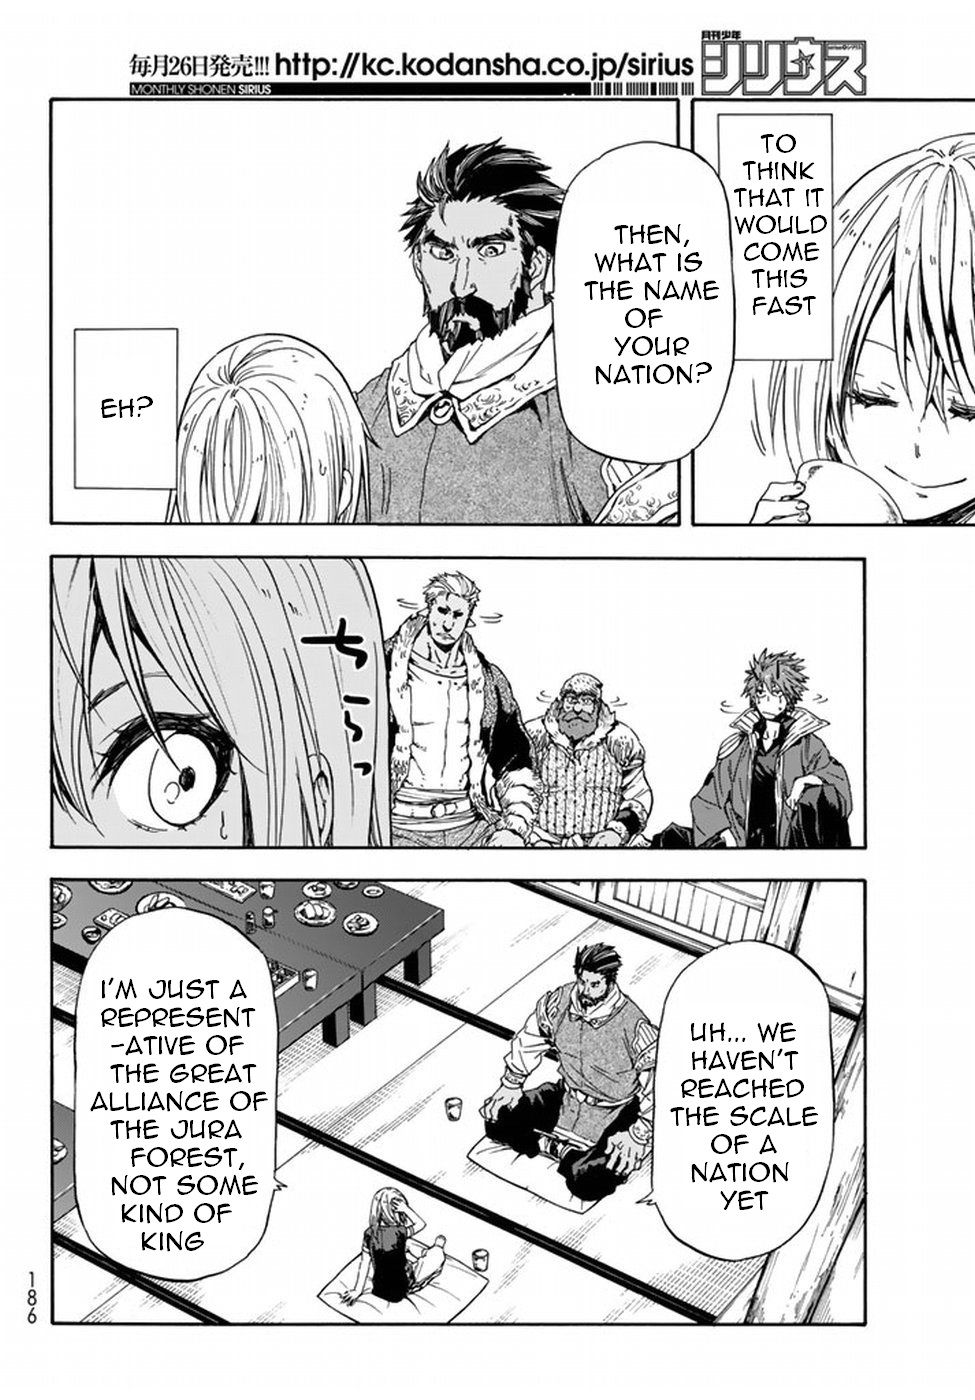 毎月26日発売!!! http://kc.kodansha.co.jp/sirius
MONTHLY SHONEN SIRIUS
月刊少年
シリウス
TO
THINK
THAT IT
WOULD
COME
THIS
FAST
THEN,
WHAT IS
THE NAME
OF
YOUR
NATION?
EH?
ちらっ
UH... WE
HAVEN'T
REACHED
THE SCALE
OF A
NATION
YET
I'M JUST A
REPRESENT
-ATIVE OF
THE GREAT
ALLIANCE OF
THE JURA
FOREST,
NOT SOME
KIND OF
KING
186